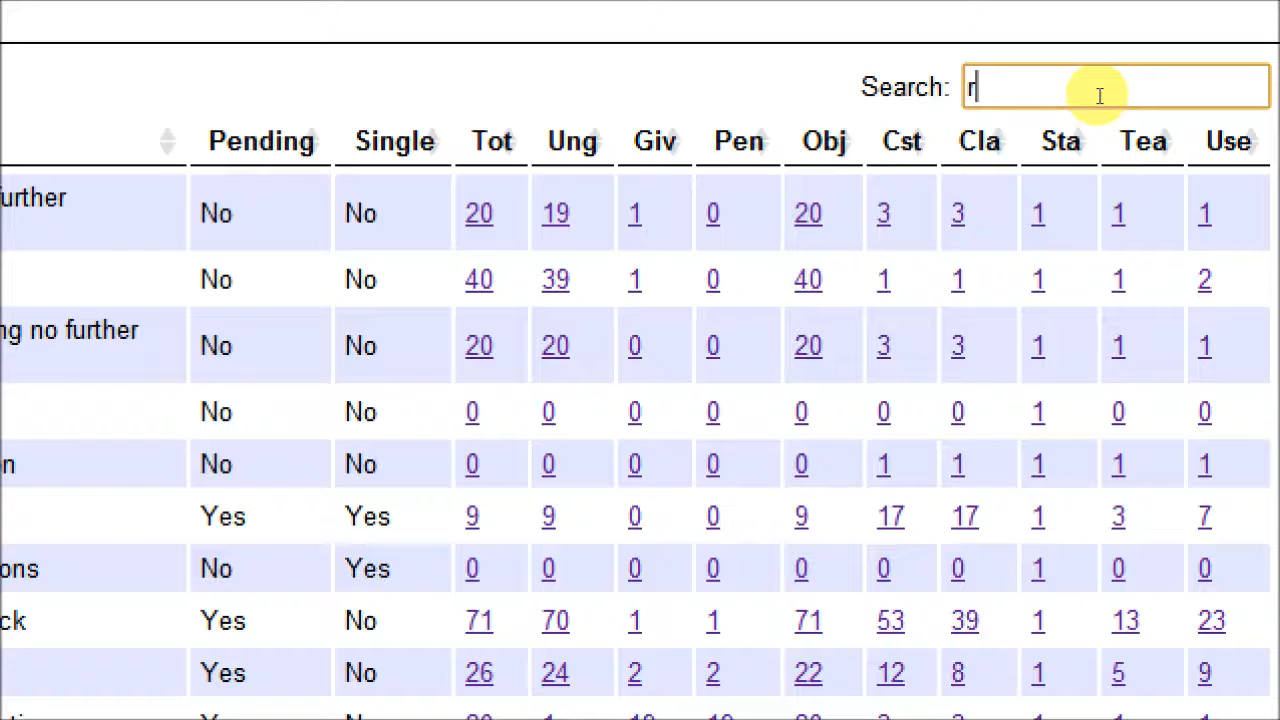 Search: r
Pending Single Tot Ung Giv Pen Obj Cst Cla Sta Tea Use
urther No No 20 19 1 0 20 3 3 1 1 1
No No 40 39 1 0 40 1 1 1 1 2
ng no further No No 20 20 0 0 20 3 3 1 1 1
No No 0 0 0 0 0 0 0 1 0 0
n No No 0 0 0 0 0 1 1 1 1 1
Yes Yes 9 9 0 0 9 17 17 1 3 7
ons No Yes 0 0 0 0 0 0 0 1 0 0
ck Yes No 71 70 1 1 71 53 39 1 13 23
Yes No 26 24 2 2 22 12 8 1 5 9